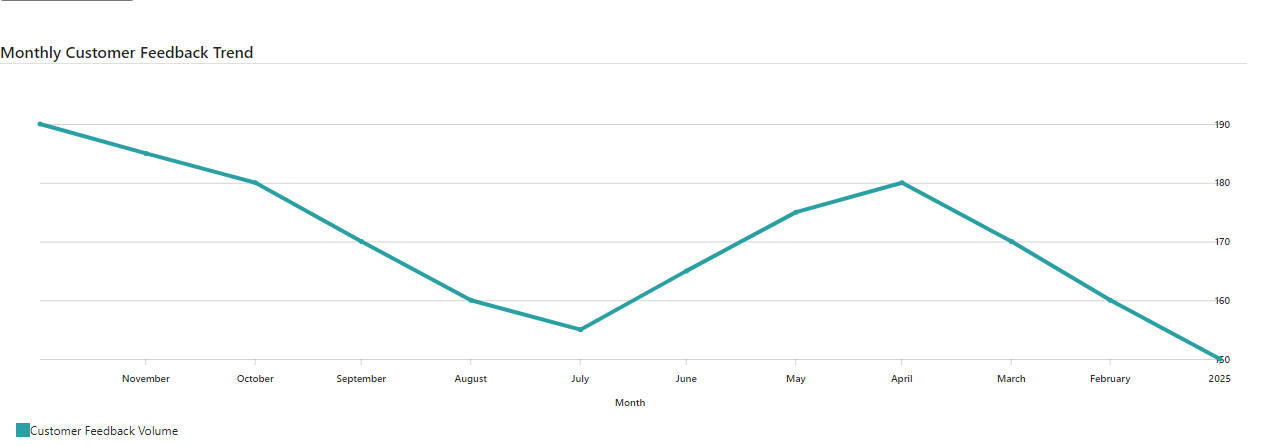 Monthly Customer Feedback Trend
190
180
170
160
150
November October September August July June May April March February 2025
Month
Customer Feedback Volume